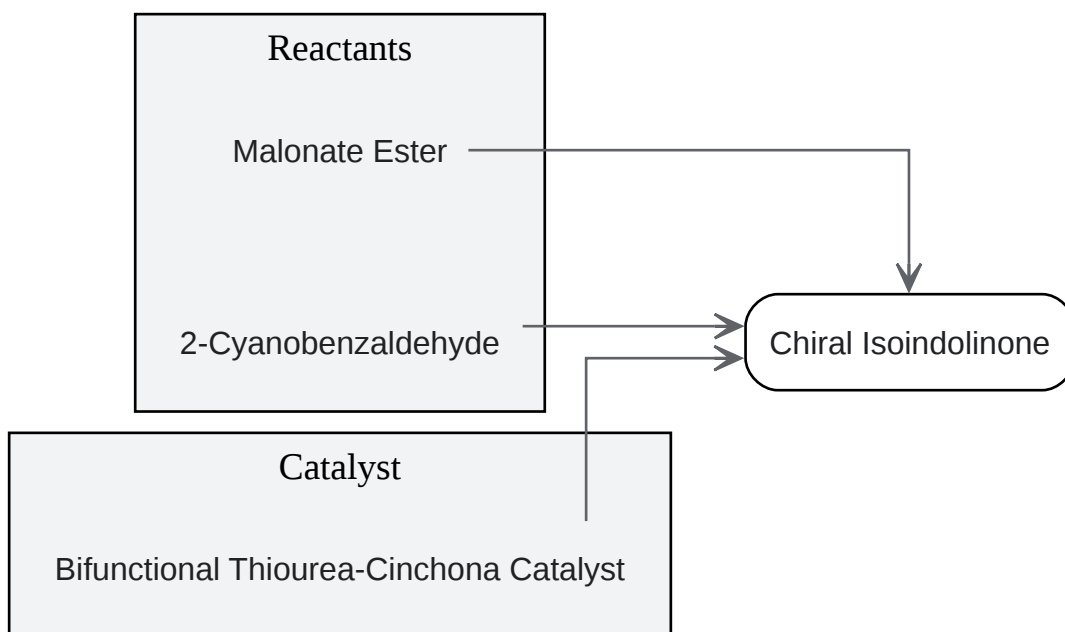 Reactants
Malonate Ester
2-Cyanobenzaldehyde
Chiral Isoindolinone
Catalyst
Bifunctional Thiourea-Cinchona Catalyst